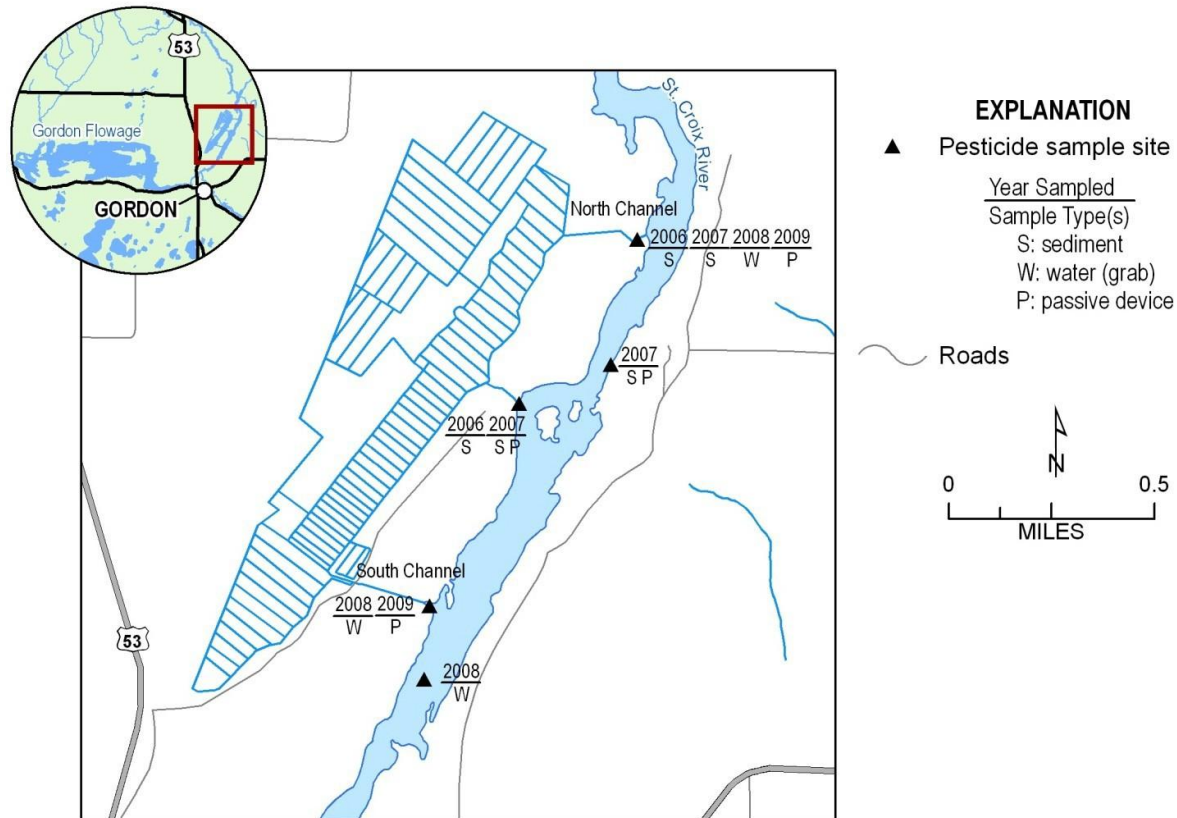 53
Gordon Flowage
GORDON
St. Croix River
North Channel
2006 2007 2008 2009
S S W P
2007
S P
2006 2007
S S P
South Channel
2008 2009
W P
2008
W
53
EXPLANATION
Pesticide sample site
Year Sampled
Sample Type(s)
S: sediment
W: water (grab)
P: passive device
Roads
N
0 0.5
MILES